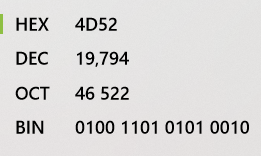 HEX 4D52
DEC 19,794
OCT 46 522
BIN 0100 1101 0101 0010